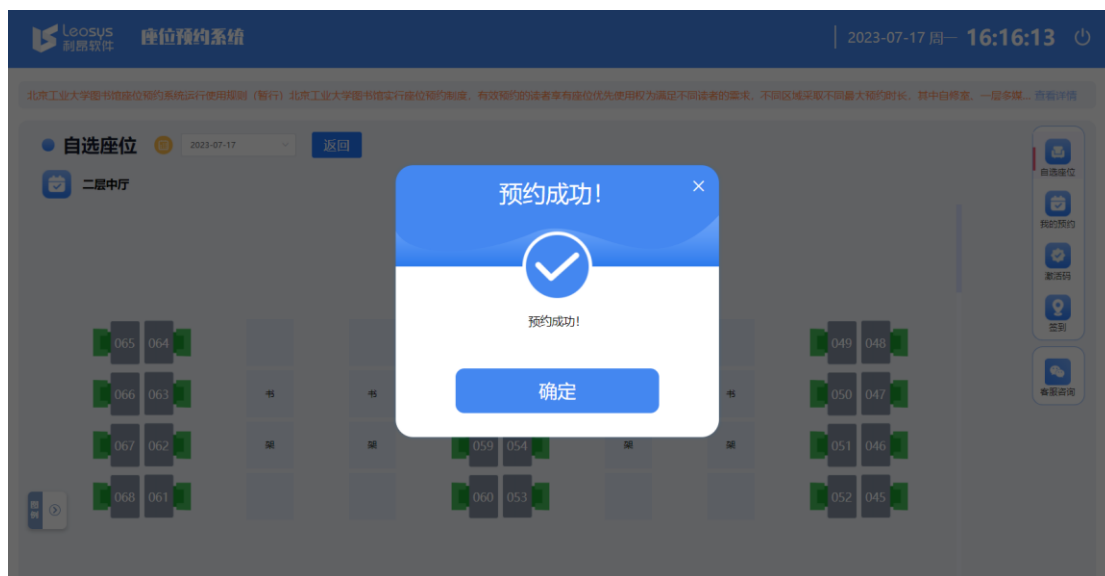 Leosys
利昂软件
座位预约系统
2023-07-17 周一 16:16:13
北京工业大学图书馆座位预约系统运行使用规则（暂行）北京工业大学图书馆实行座位预约制度，有效预约的读者享有座位优先使用权为满足不同读者的需求，不同区域采取不同最大预约时长，其中自修室、一层多媒... 查看详情
自选座位 2023-07-17 返回
二层中厅
预约成功！
预约成功！
确定
065 064 049 048
066 063 书 书 书 050 047
067 062 架 架 059 054 架 架 051 046
068 061 060 053 052 045
图例
自选座位
我的预约
激活码
签到
客服咨询